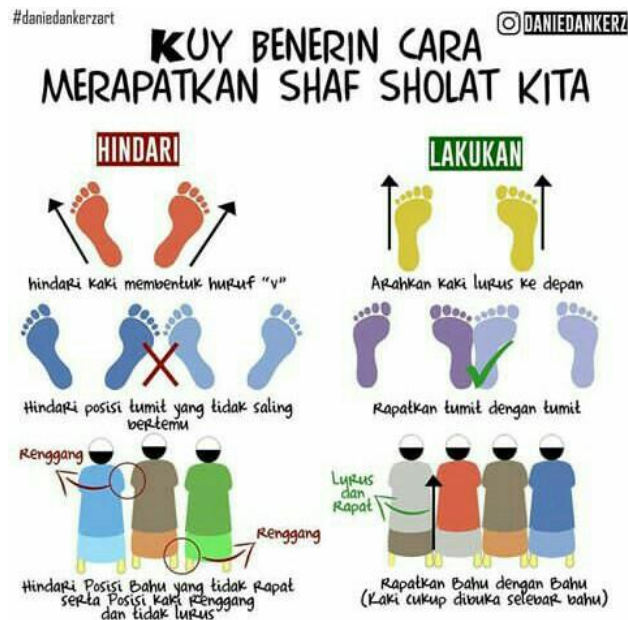 #daniedankerzart
DANIEDANKERZ
KUY BENERIN CARA
MERAPATKAN SHAF SHOLAT KITA
HINDARI
hindari kaki membentuk huruf "v"
Hindari posisi tumit yang tidak saling
bertemu
Renggang
Renggang
Hindari Posisi Bahu yang tidak Rapat
serta Posisi Kaki Renggang
dan tidak lurus
LAKUKAN
Arahkan kaki lurus ke depan
Rapatkan tumit dengan tumit
Lurus
dan
Rapat
Rapatkan Bahu dengan Bahu
(Kaki cukup dibuka selebar bahu)